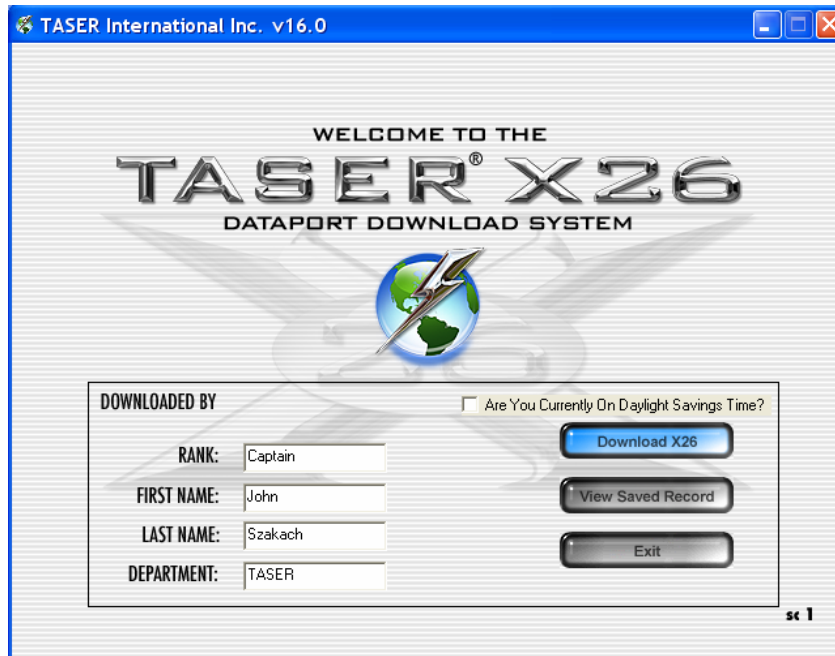 TASER International Inc. v16.0
WELCOME TO THE
TASER® X26
DATAPORT DOWNLOAD SYSTEM
DOWNLOADED BY
Are You Currently On Daylight Savings Time?
Download X26
RANK: Captain
FIRST NAME: John
View Saved Record
LAST NAME: Szakach
Exit
DEPARTMENT: TASER
sc 1